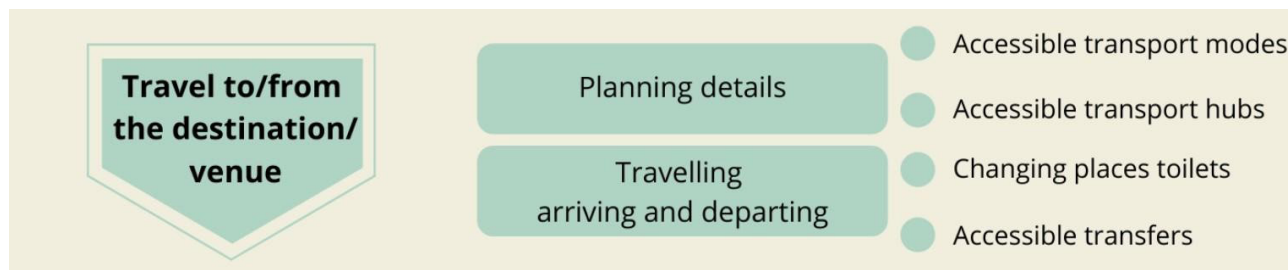 Travel to/from
the destination/
venue
Planning details
Travelling
arriving and departing
Accessible transport modes
Accessible transport hubs
Changing places toilets
Accessible transfers